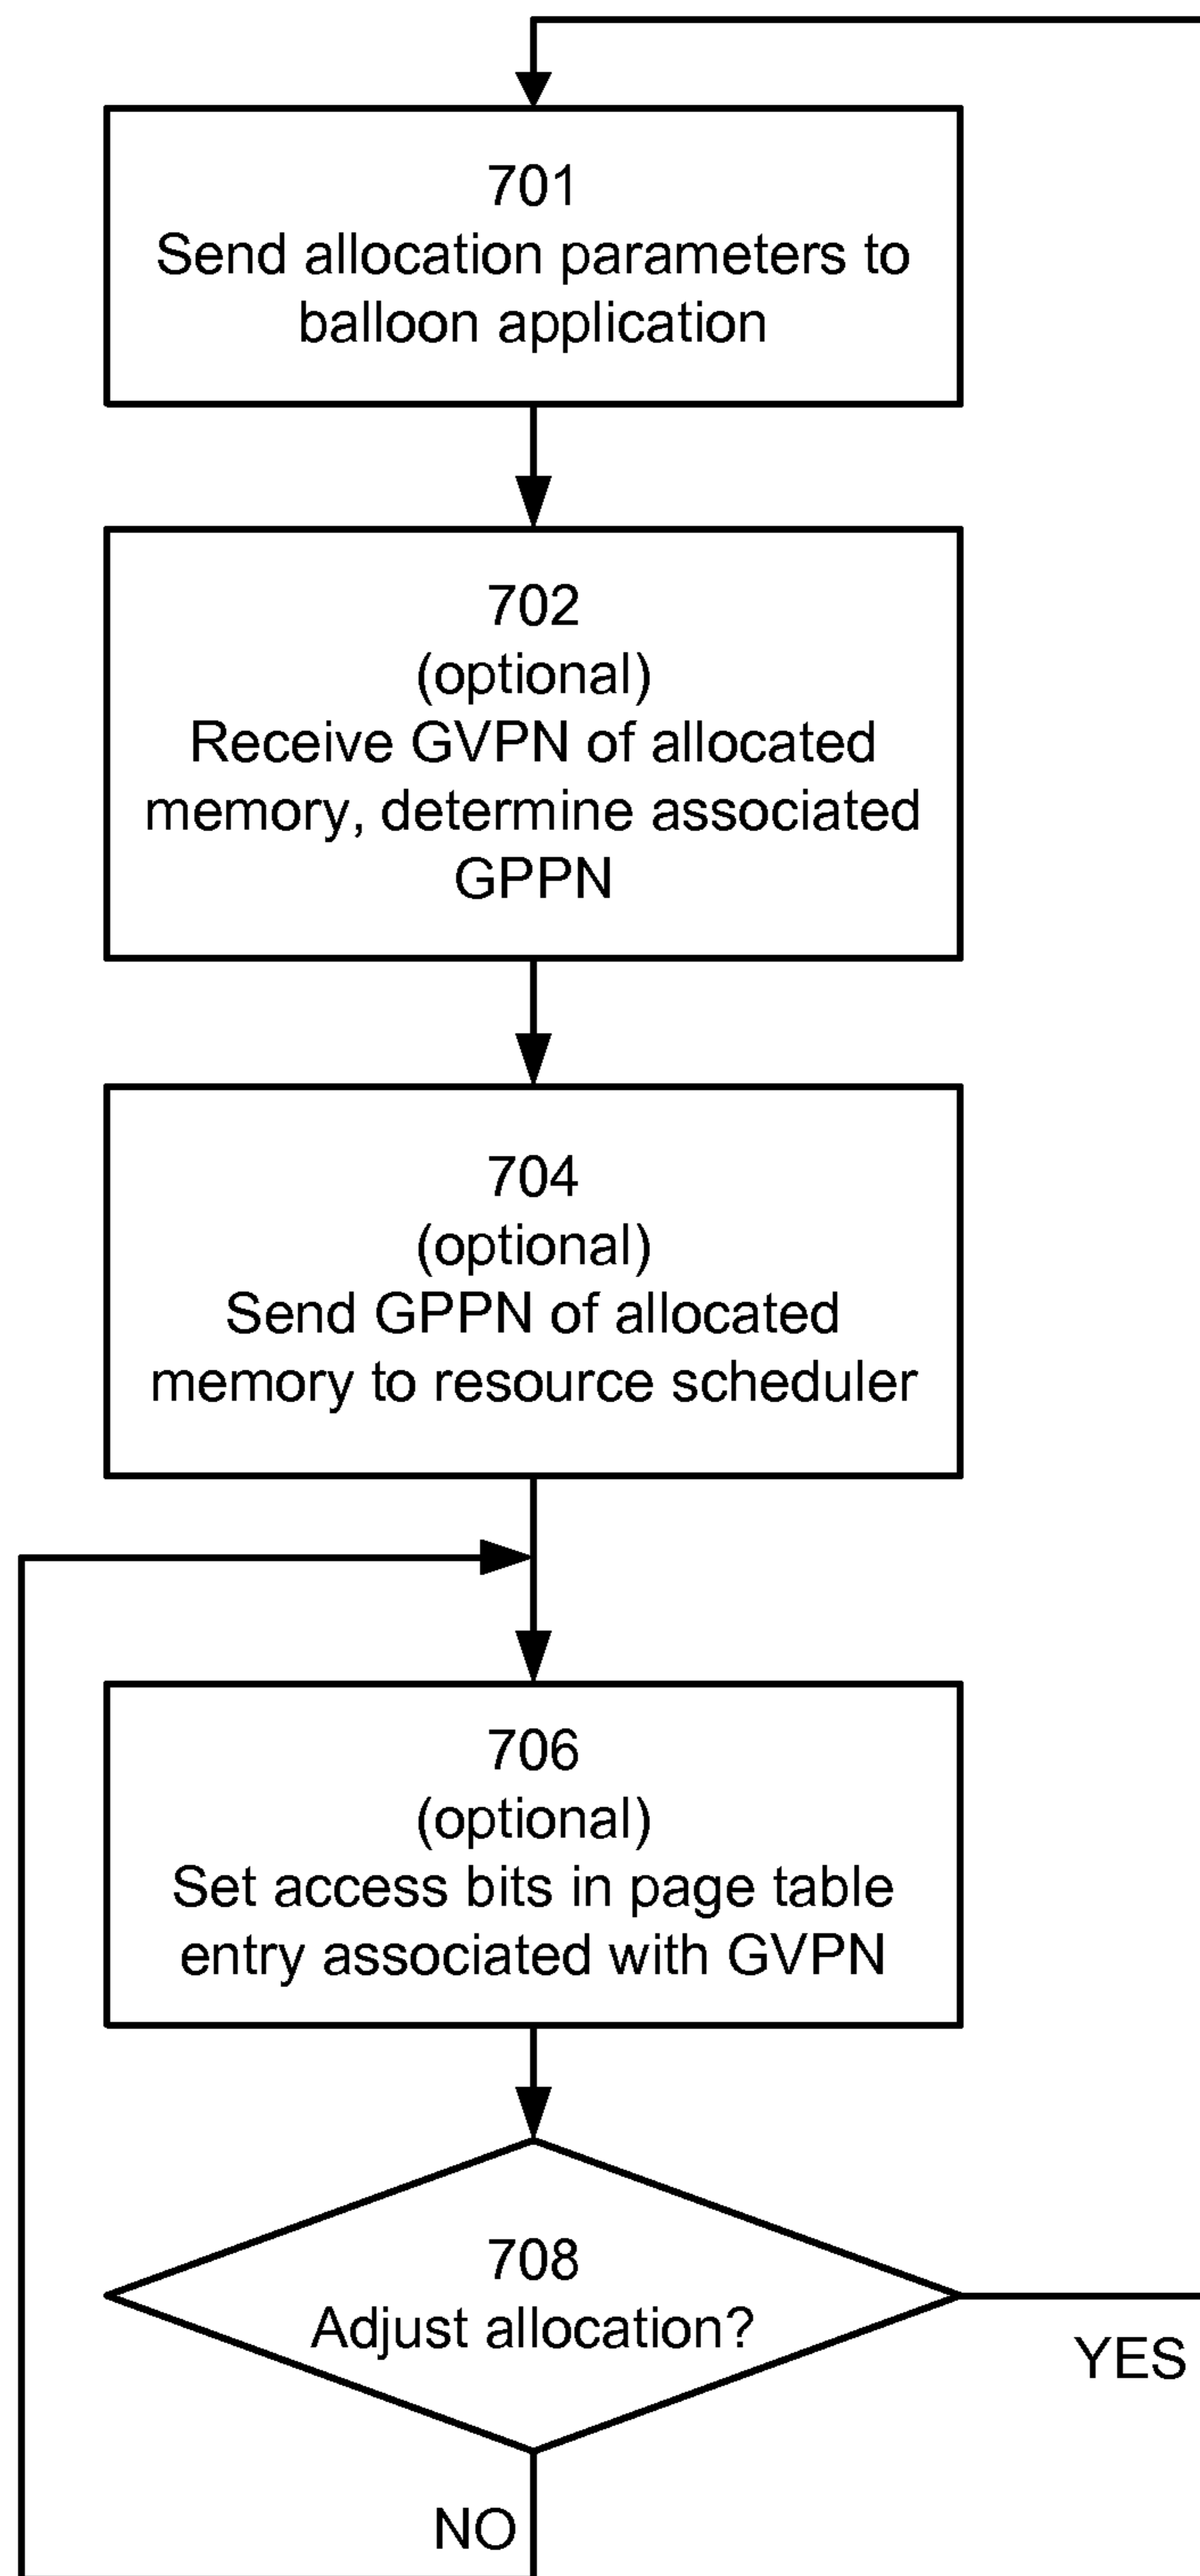 701
Send allocation parameters to
balloon application
702
(optional)
Receive GVPN of allocated
memory, determine associated
GPPN
704
(optional)
Send GPPN of allocated
memory to resource scheduler
706
(optional)
Set access bits in page table
entry associated with GVPN
708
Adjust allocation?
YES
NO